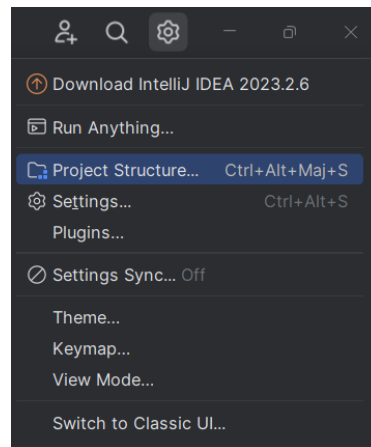 Download IntelliJ IDEA 2023.2.6
Run Anything...
Project Structure... Ctrl+Alt+Maj+S
Settings... Ctrl+Alt+S
Plugins...
Settings Sync... Off
Theme...
Keymap...
View Mode...
Switch to Classic UI...